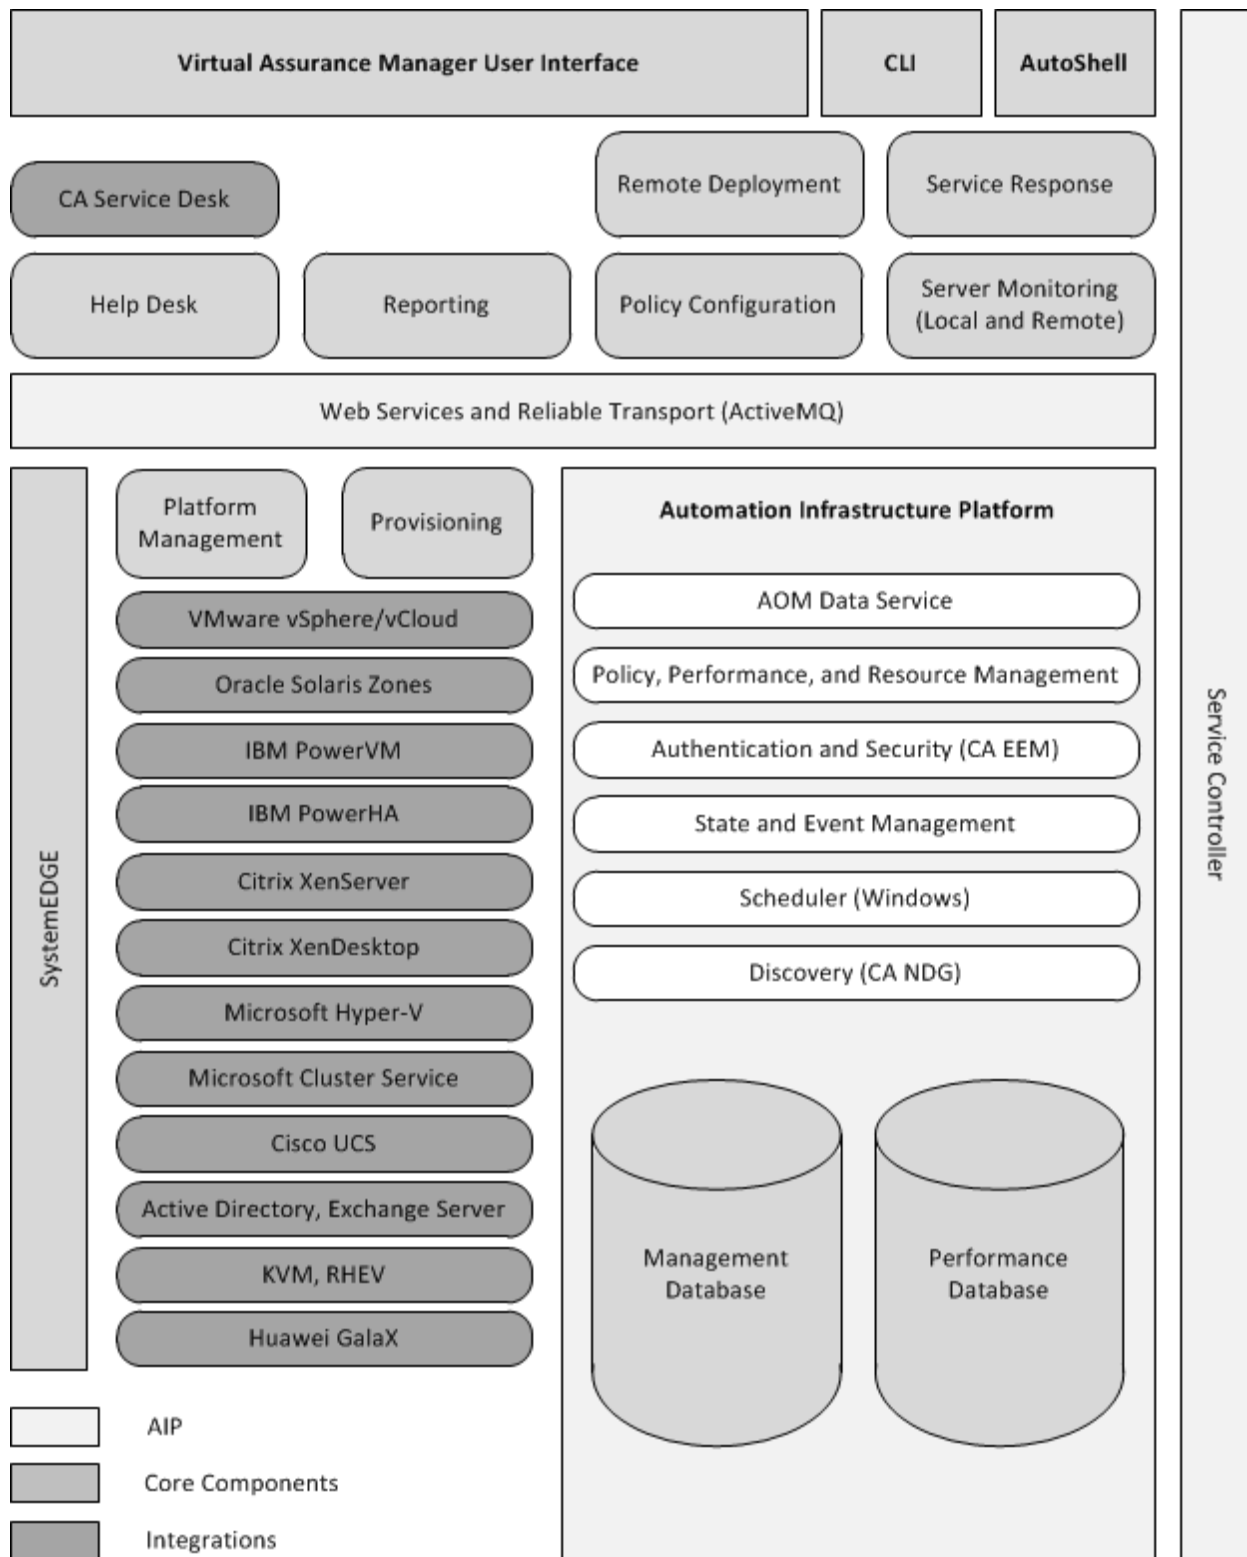 Virtual Assurance Manager User Interface
CLI
AutoShell
CA Service Desk
Remote Deployment
Service Response
Help Desk
Reporting
Policy Configuration
Server Monitoring
(Local and Remote)
Web Services and Reliable Transport (ActiveMQ)
SystemEDGE
Platform
Management
Provisioning
VMware vSphere/vCloud
Oracle Solaris Zones
IBM PowerVM
IBM PowerHA
Citrix XenServer
Citrix XenDesktop
Microsoft Hyper-V
Microsoft Cluster Service
Cisco UCS
Active Directory, Exchange Server
KVM, RHEV
Huawei GalaX
Automation Infrastructure Platform
AOM Data Service
Policy, Performance, and Resource Management
Authentication and Security (CA EEM)
State and Event Management
Scheduler (Windows)
Discovery (CA NDG)
Management
Database
Performance
Database
Service Controller
AIP
Core Components
Integrations